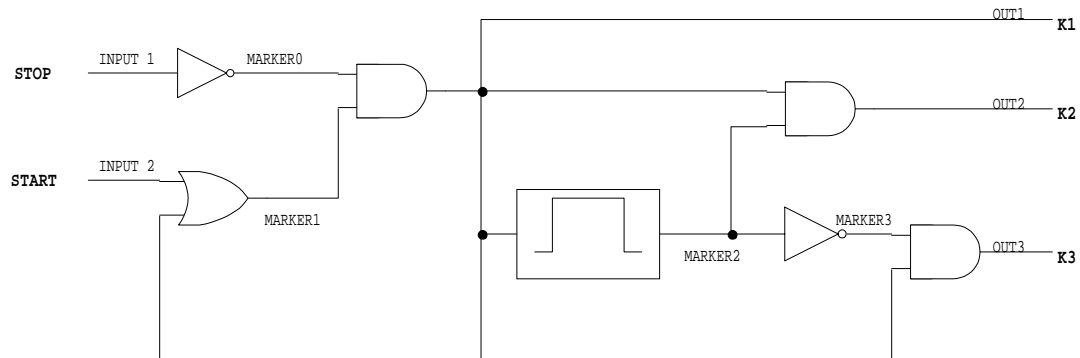 OUT1
K1
INPUT 1
MARKER0
STOP
OUT2
K2
INPUT 2
START
MARKER1
MARKER3
MARKER2
OUT3
K3